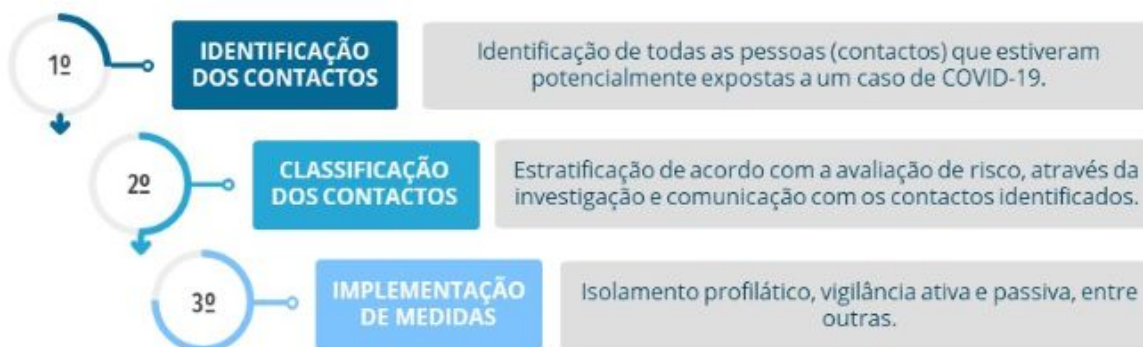 1º
IDENTIFICAÇÃO
DOS CONTACTOS
Identificação de todas as pessoas (contactos) que estiveram
potencialmente expostas a um caso de COVID-19.
2º
CLASSIFICAÇÃO
DOS CONTACTOS
Estratificação de acordo com a avaliação de risco, através da
investigação e comunicação com os contactos identificados.
3º
IMPLEMENTAÇÃO
DE MEDIDAS
Isolamento profilático, vigilância ativa e passiva, entre
outras.